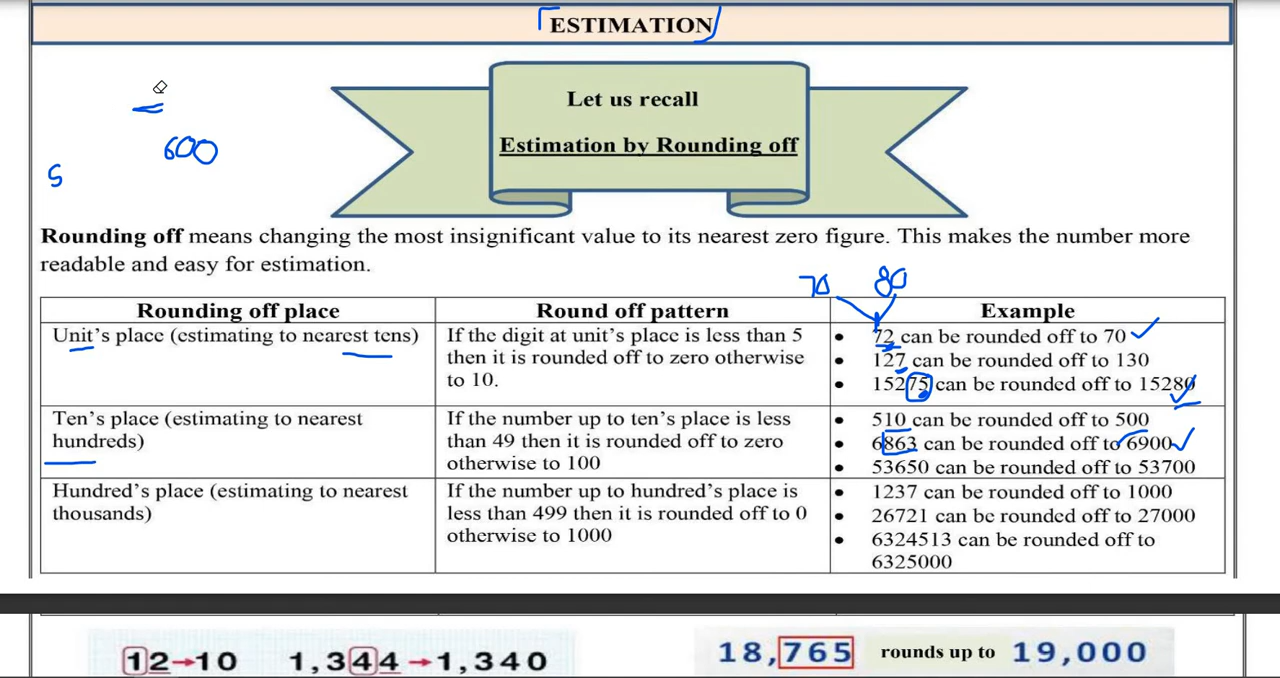 ESTIMATION
Let us recall
Estimation by Rounding off
600
5
Rounding off means changing the most insignificant value to its nearest zero figure. This makes the number more
readable and easy for estimation.
70 80
Rounding off place Round off pattern Example
Unit's place (estimating to nearest tens)
If the digit at unit's place is less than 5
then it is rounded off to zero otherwise
to 10.
72 can be rounded off to 70
127 can be rounded off to 130
15275 can be rounded off to 15280
Ten's place (estimating to nearest
hundreds)
If the number up to ten's place is less
than 49 then it is rounded off to zero
otherwise to 100
510 can be rounded off to 500
6863 can be rounded off to 6900
53650 can be rounded off to 53700
Hundred's place (estimating to nearest
thousands)
If the number up to hundred's place is
less than 499 then it is rounded off to 0
otherwise to 1000
1237 can be rounded off to 1000
26721 can be rounded off to 27000
6324513 can be rounded off to
6325000
12→10 1,344→1,340 18,765 rounds up to 19,000